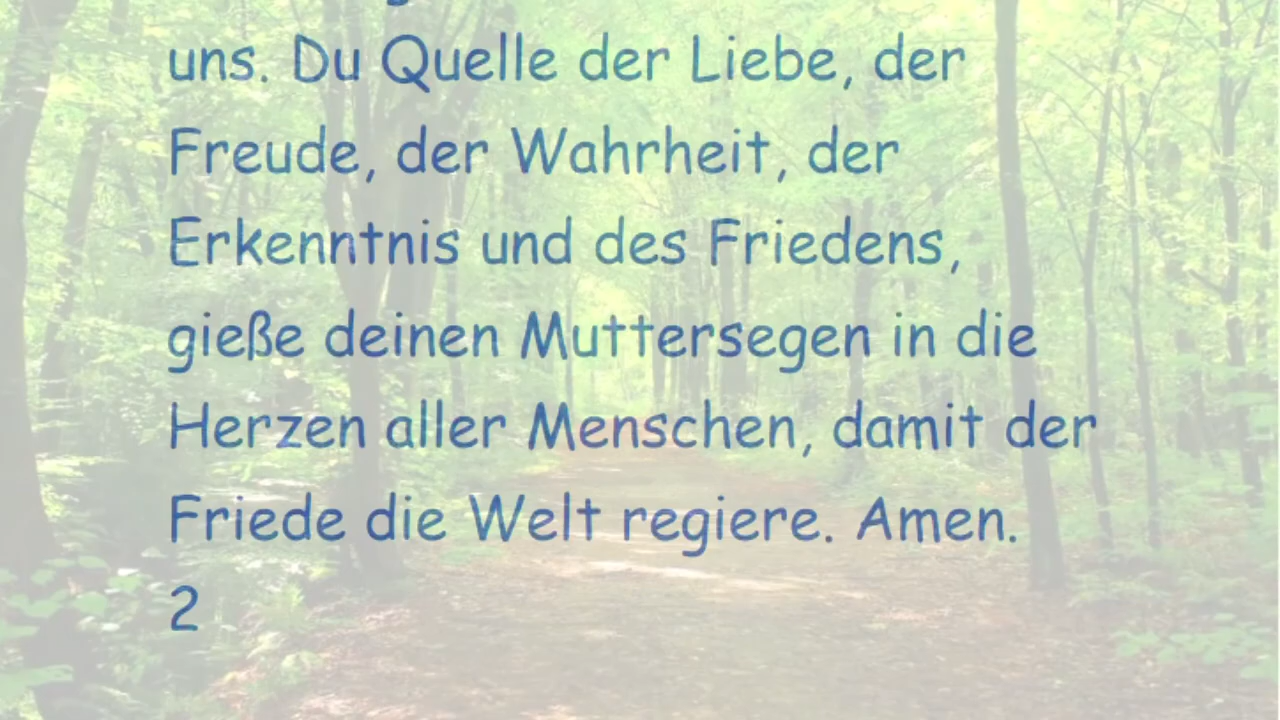 uns. Du Quelle der Liebe, der
Freude, der Wahrheit, der
Erkenntnis und des Friedens,
gieße deinen Muttersegen in die
Herzen aller Menschen, damit der
Friede die Welt regiere. Amen.
2